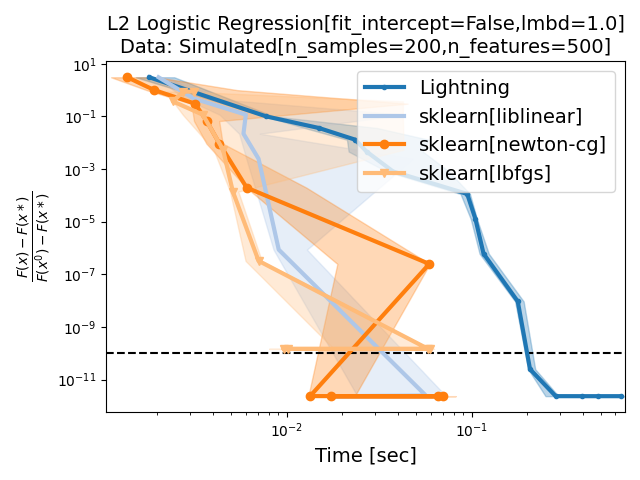 L2 Logistic Regression[fit_intercept=False,lmbd=1.0]
Data: Simulated[n_samples=200,n_features=500]
10^1
10^-1
10^-3
10^-5
10^-7
10^-9
10^-11
F(x) − F(x*)
F(x^0) − F(x*)
Lightning
sklearn[liblinear]
sklearn[newton-cg]
sklearn[lbfgs]
10^-2
10^-1
Time [sec]